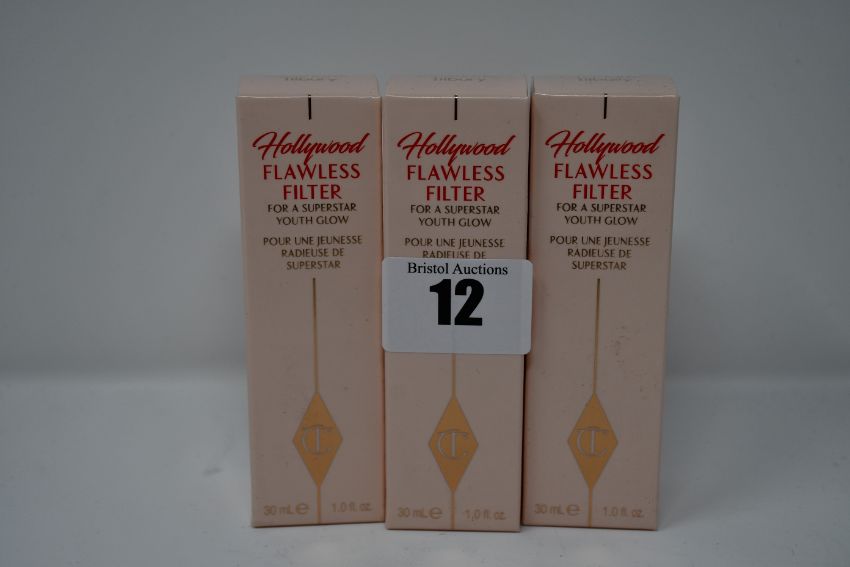 Hollywood
FLAWLESS
FILTER
FOR A SUPERSTAR
YOUTH GLOW
POUR UNE JEUNESSE
RADIEUSE DE
SUPERSTAR
CT
30 mL e 1.0 fl. oz.
Hollywood
FLAWLESS
FILTER
FOR A SUPERSTAR
YOUTH GLOW
POUR UNE JEUNESSE
RADIEUSE DE
Bristol Auctions
12
CT
30 mL e 1.0 fl. oz.
Hollywood
FLAWLESS
FILTER
FOR A SUPERSTAR
YOUTH GLOW
POUR UNE JEUNESSE
RADIEUSE DE
SUPERSTAR
CT
30 mL e 1.0 fl. oz.